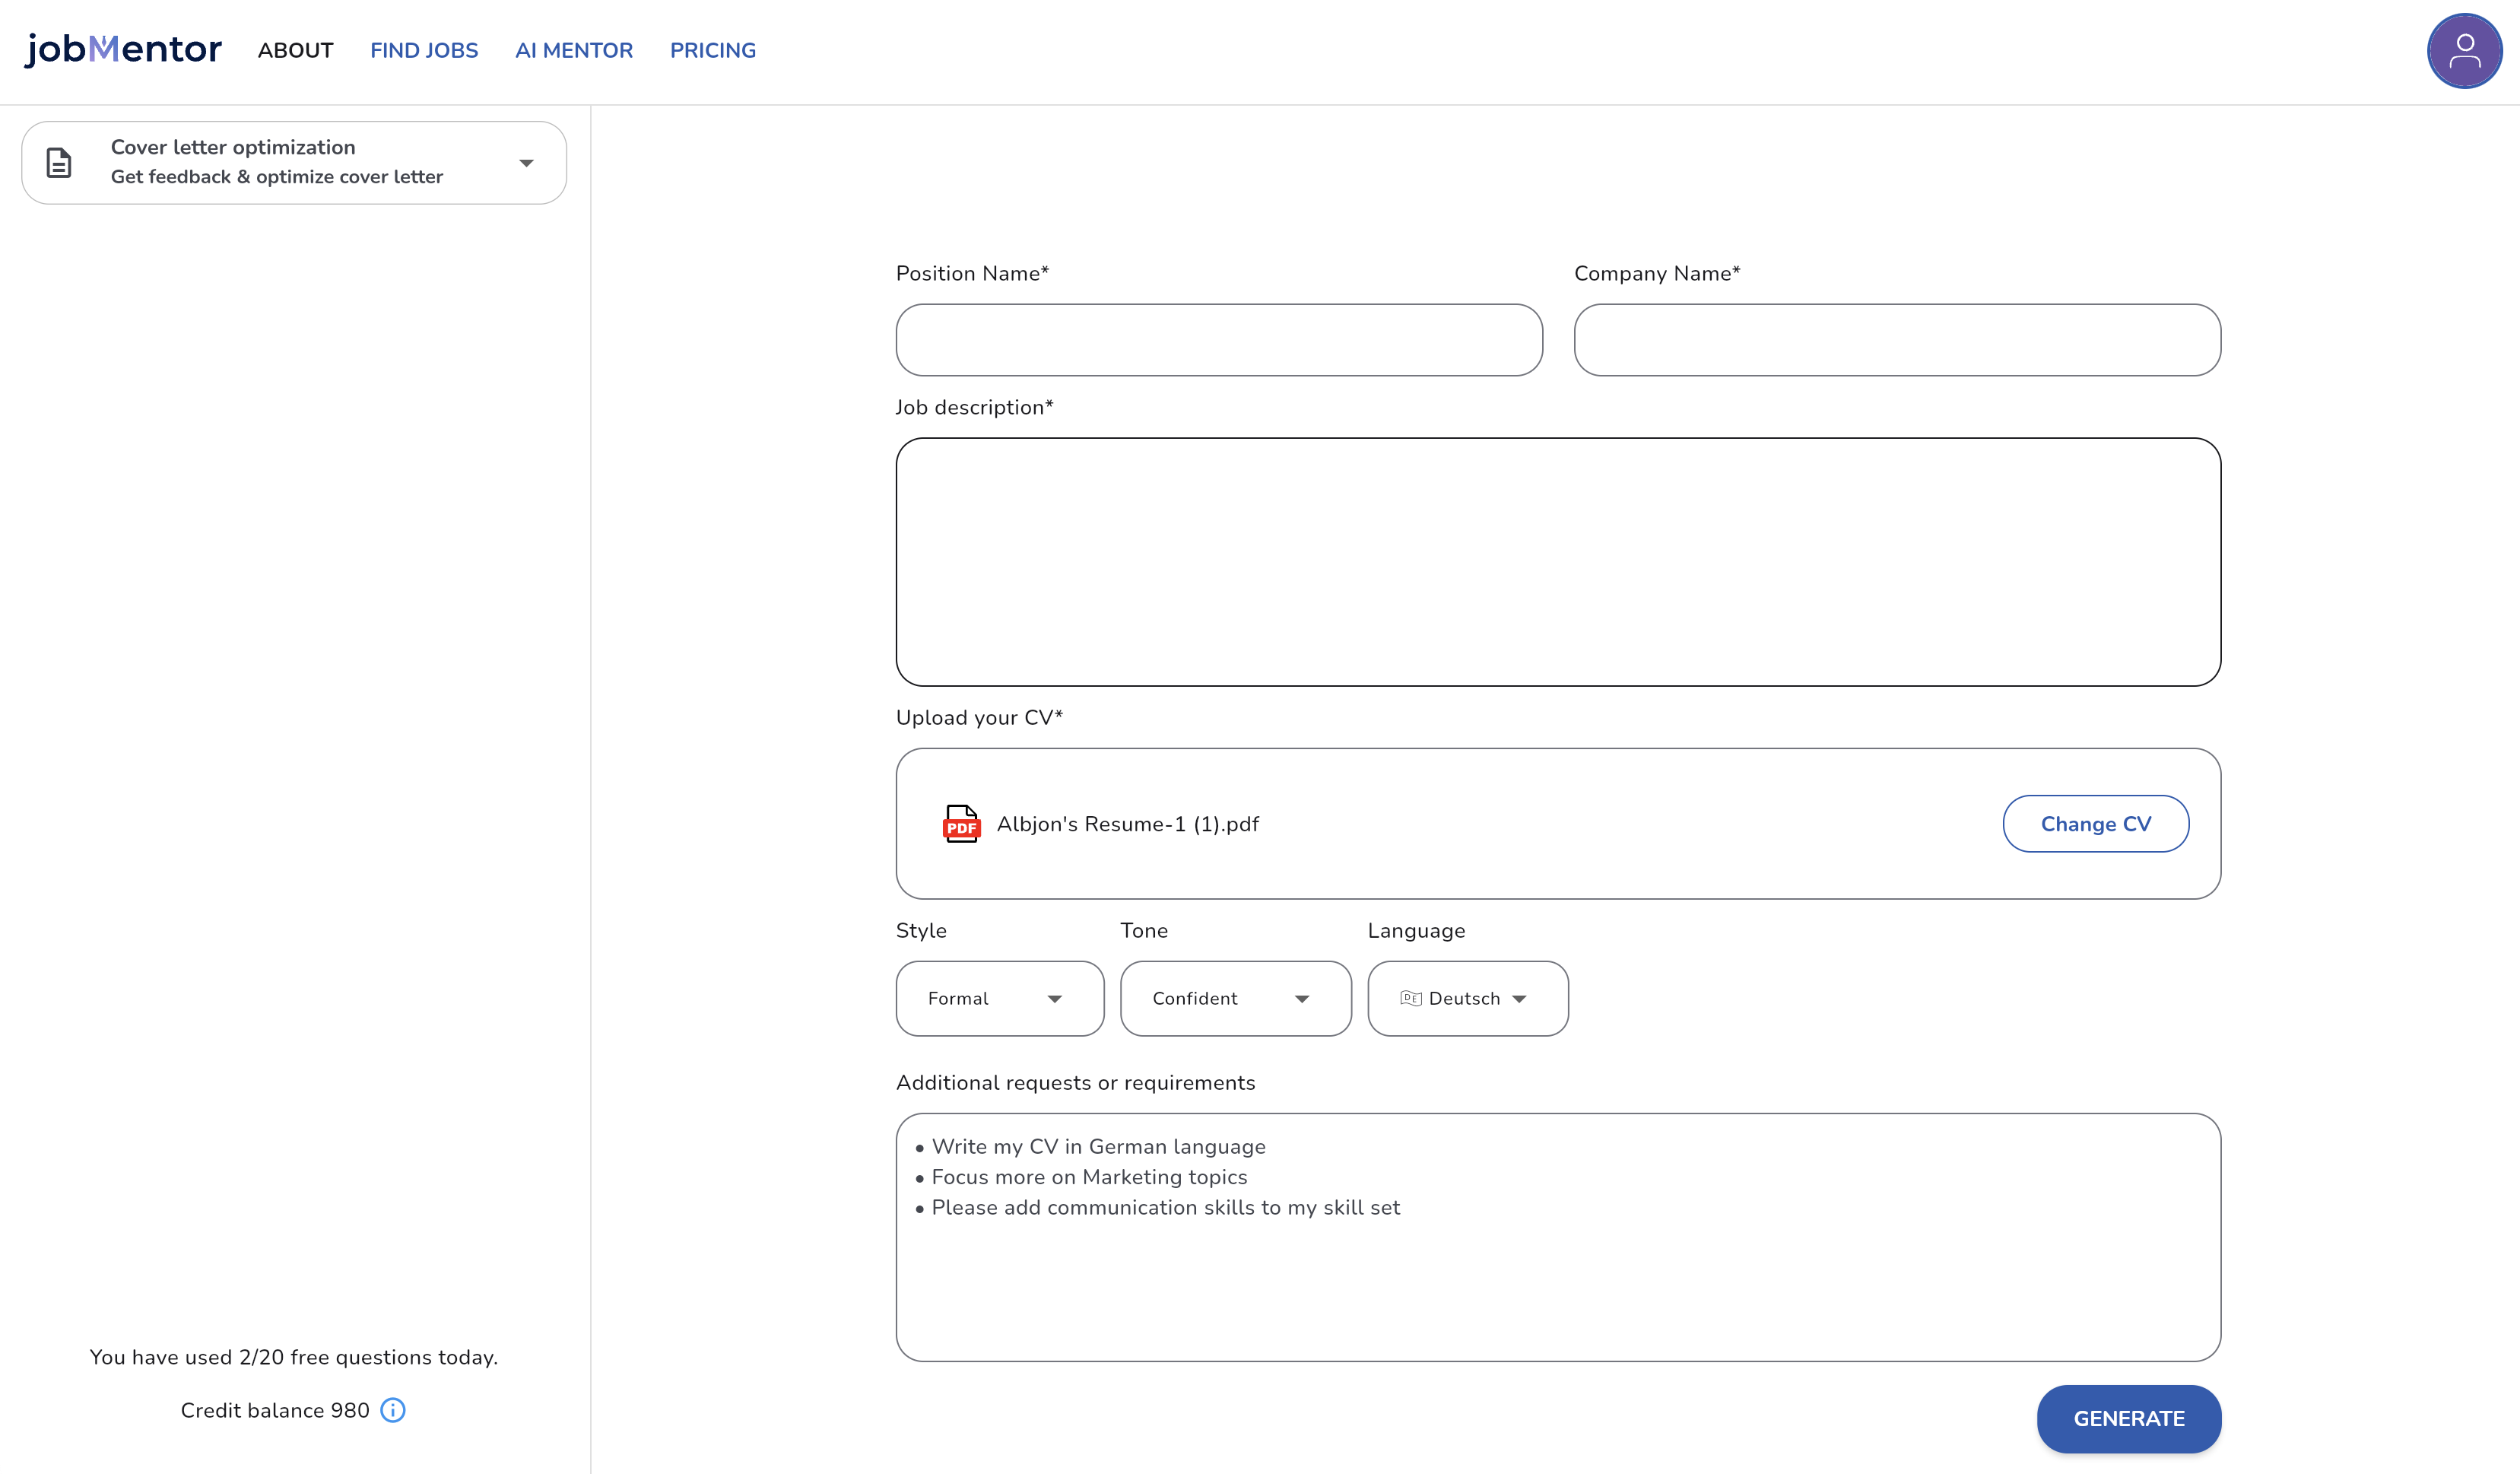 jobMentor ABOUT FIND JOBS AI MENTOR PRICING
Cover letter optimization
Get feedback & optimize cover letter
Position Name* Company Name*
Job description*
Upload your CV*
PDF Albjon's Resume-1 (1).pdf Change CV
Style Tone Language
Formal Confident DE Deutsch
Additional requests or requirements
• Write my CV in German language
• Focus more on Marketing topics
• Please add communication skills to my skill set
You have used 2/20 free questions today.
Credit balance 980
GENERATE